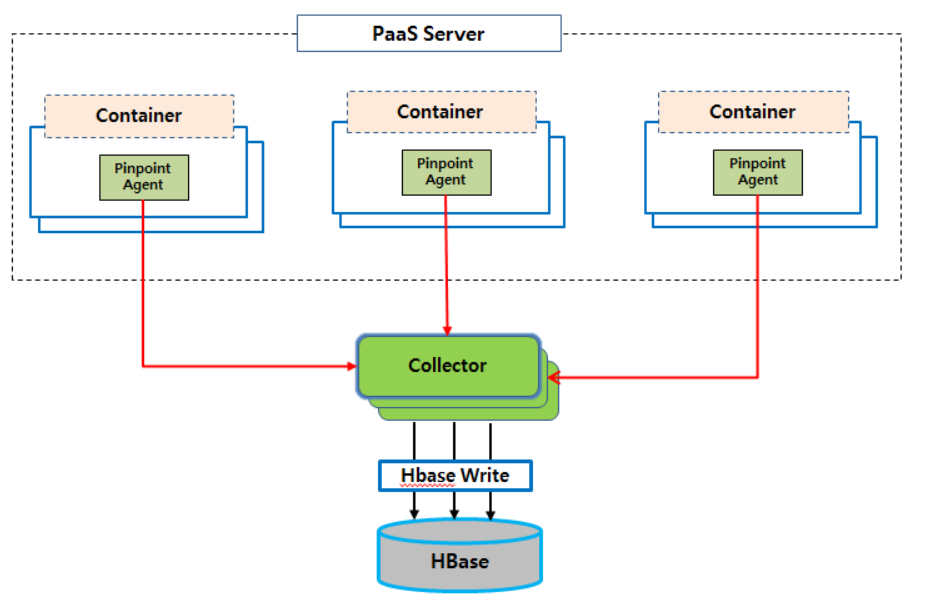 PaaS Server
Container
Container
Container
Pinpoint
Agent
Pinpoint
Agent
Pinpoint
Agent
Collector
Hbase Write
HBase